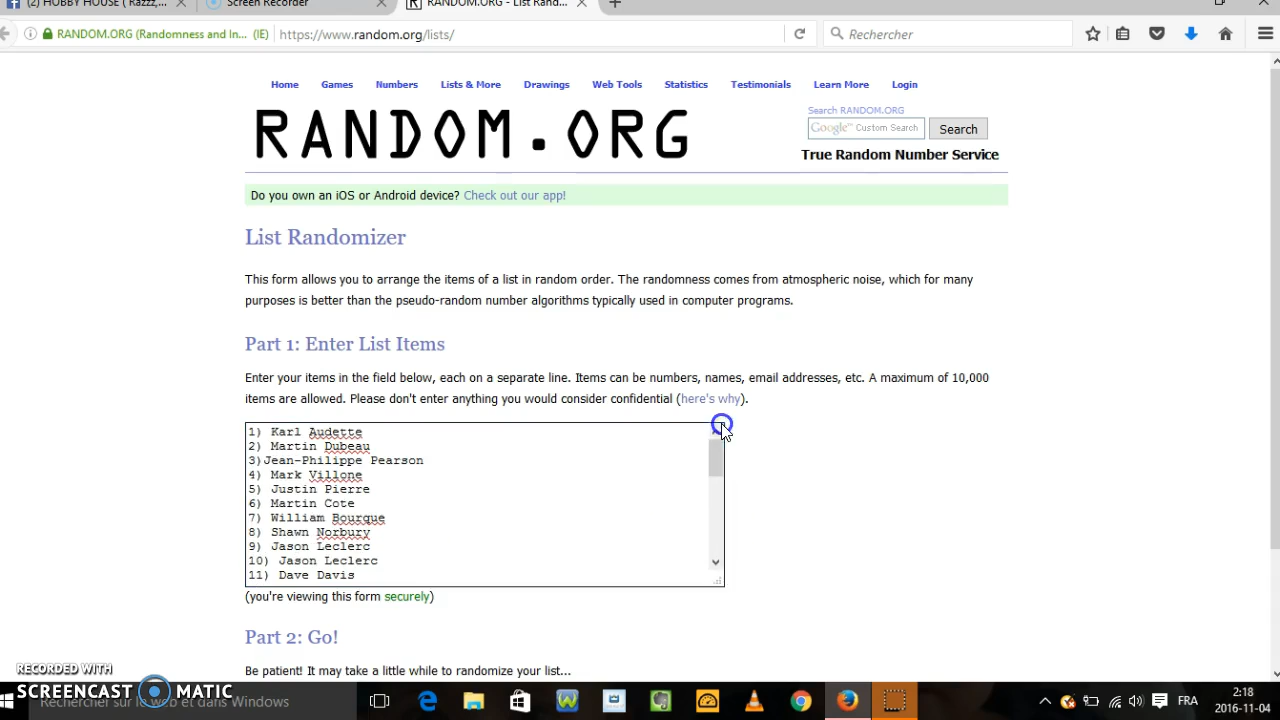 (2) HOBBY HOUSE ( Razzz,...
Screen Recorder
RANDOM.ORG - List Rand...
RANDOM.ORG (Randomness and In... (IE)
https://www.random.org/lists/
Rechercher
Home Games Numbers Lists & More Drawings Web Tools Statistics Testimonials Learn More Login
RANDOM.ORG
Search RANDOM.ORG
Google™ Custom Search
Search
True Random Number Service
Do you own an iOS or Android device? Check out our app!
List Randomizer
This form allows you to arrange the items of a list in random order. The randomness comes from atmospheric noise, which for many
purposes is better than the pseudo-random number algorithms typically used in computer programs.
Part 1: Enter List Items
Enter your items in the field below, each on a separate line. Items can be numbers, names, email addresses, etc. A maximum of 10,000
items are allowed. Please don't enter anything you would consider confidential (here's why).
1) Karl Audette
2) Martin Dubeau
3)Jean-Philippe Pearson
4) Mark Villone
5) Justin Pierre
6) Martin Cote
7) William Bourque
8) Shawn Norbury
9) Jason Leclerc
10) Jason Leclerc
11) Dave Davis
(you're viewing this form securely)
Part 2: Go!
Be patient! It may take a little while to randomize your list...
RECORDED WITH
SCREENCAST MATIC
Rechercher sur le web et dans Windows
FRA
2:18
2016-11-04